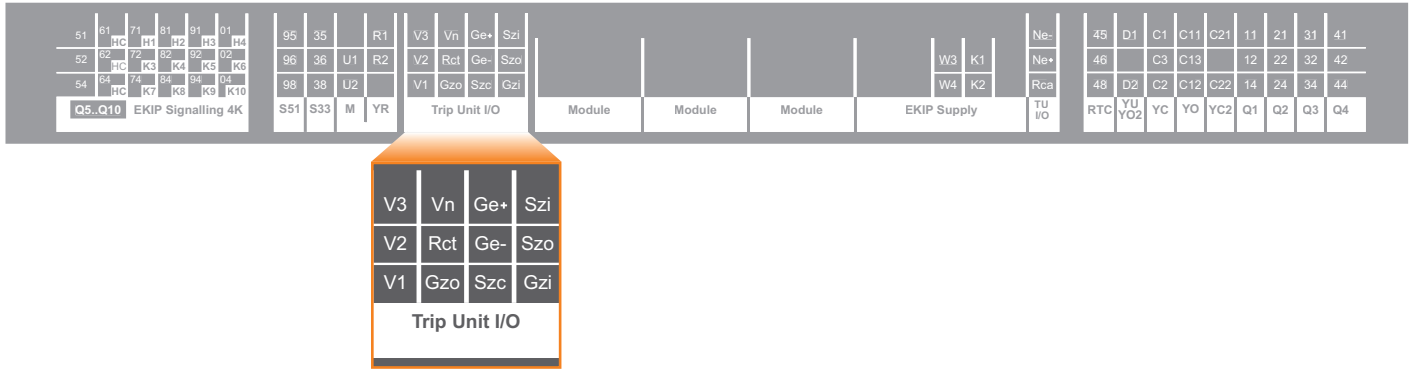 51 61 HC 71 H1 81 H2 91 H3 01 H4 95 35 R1 V3 Vn Ge+ Szi Ne- 45 D1 C1 C11 C21 11 21 31 41
52 62 HC 72 K3 82 K4 92 K5 02 K6 96 36 U1 R2 V2 Rct Ge- Szo W3 K1 Ne+ 46 C3 C13 12 22 32 42
54 64 HC 74 K7 84 K8 94 K9 04 K10 98 38 U2 V1 Gzo Szc Gzi W4 K2 Rca 48 D2 C2 C12 C22 14 24 34 44
Q5..Q10 EKIP Signalling 4K S51 S33 M YR Trip Unit I/O Module Module Module EKIP Supply TU I/O RTC YU YO2 YC YO YC2 Q1 Q2 Q3 Q4
V3 Vn Ge+ Szi
V2 Rct Ge- Szo
V1 Gzo Szc Gzi
Trip Unit I/O